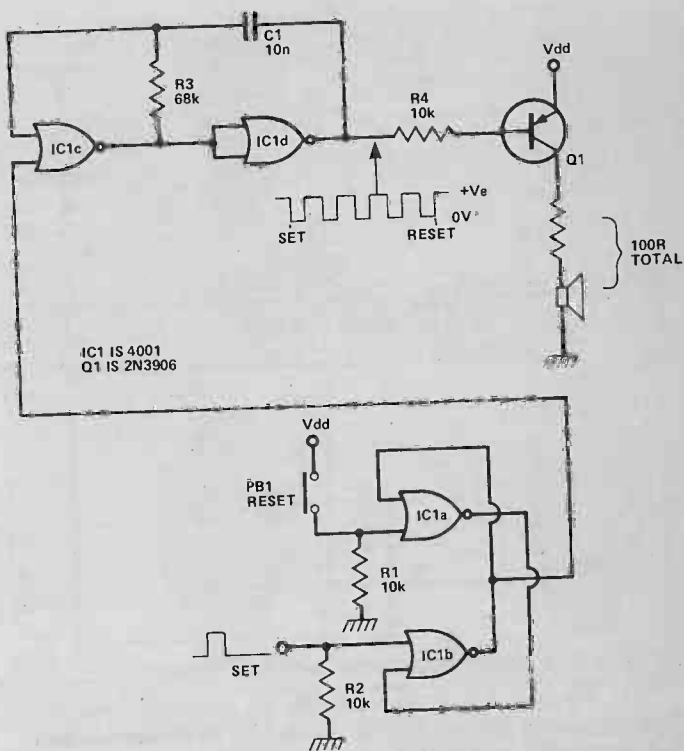 C1
10n
Vdd
R3
68k
R4
10k
IC1c
IC1d
Q1
+Ve
0V
SET
RESET
100R
TOTAL
IC1 IS 4001
Q1 IS 2N3906
Vdd
PB1
RESET
IC1a
R1
10k
SET
IC1b
R2
10k